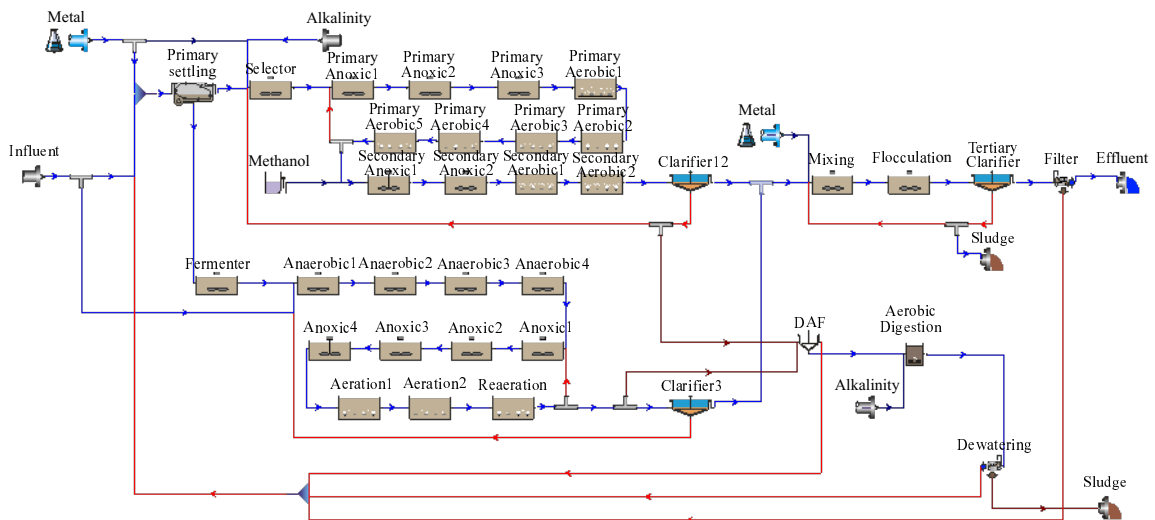 Metal
Alkalinity
Primary
settling
Selector
Primary
Anoxic1
Primary
Anoxic2
Primary
Anoxic3
Primary
Aerobic1
Primary
Aerobic5
Primary
Aerobic4
Primary
Aerobic3
Primary
Aerobic2
Influent
Methanol
Secondary
Anoxic1
Secondary
Anoxic2
Secondary
Aerobic1
Secondary
Aerobic2
Clarifier12
Metal
Mixing
Flocculation
Tertiary
Clarifier
Filter
Effluent
Sludge
Fermenter
Anaerobic1
Anaerobic2
Anaerobic3
Anaerobic4
Anoxic4
Anoxic3
Anoxic2
Anoxic1
DAF
Aerobic
Digestion
Aeration1
Aeration2
Reaeration
Clarifier3
Alkalinity
Dewatering
Sludge